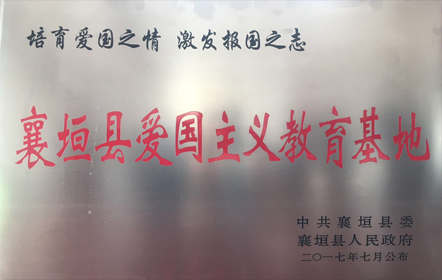 培育爱国之情 激发报国之志
襄垣县爱国主义教育基地
中共襄垣县委
襄垣县人民政府
二〇一七年七月公布